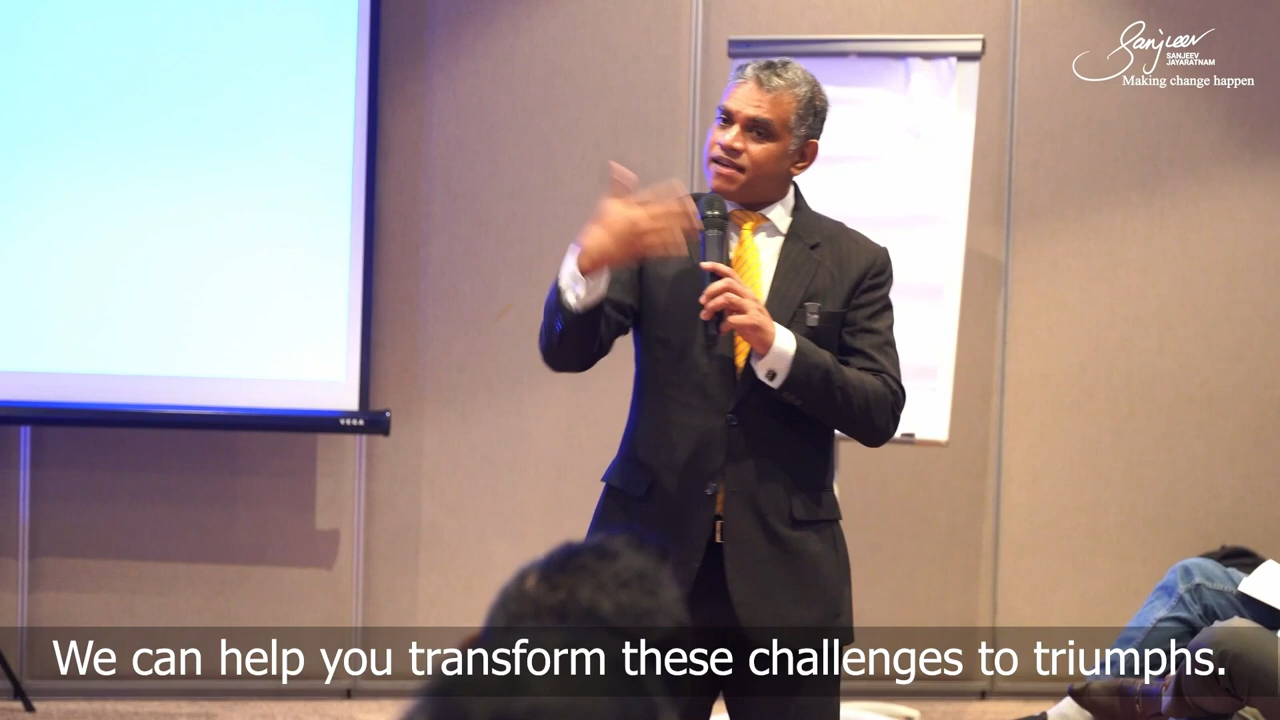 Sanjeev
SANJEEV
JAYARATNAM
Making change happen
VEGA
We can help you transform these challenges to triumphs.